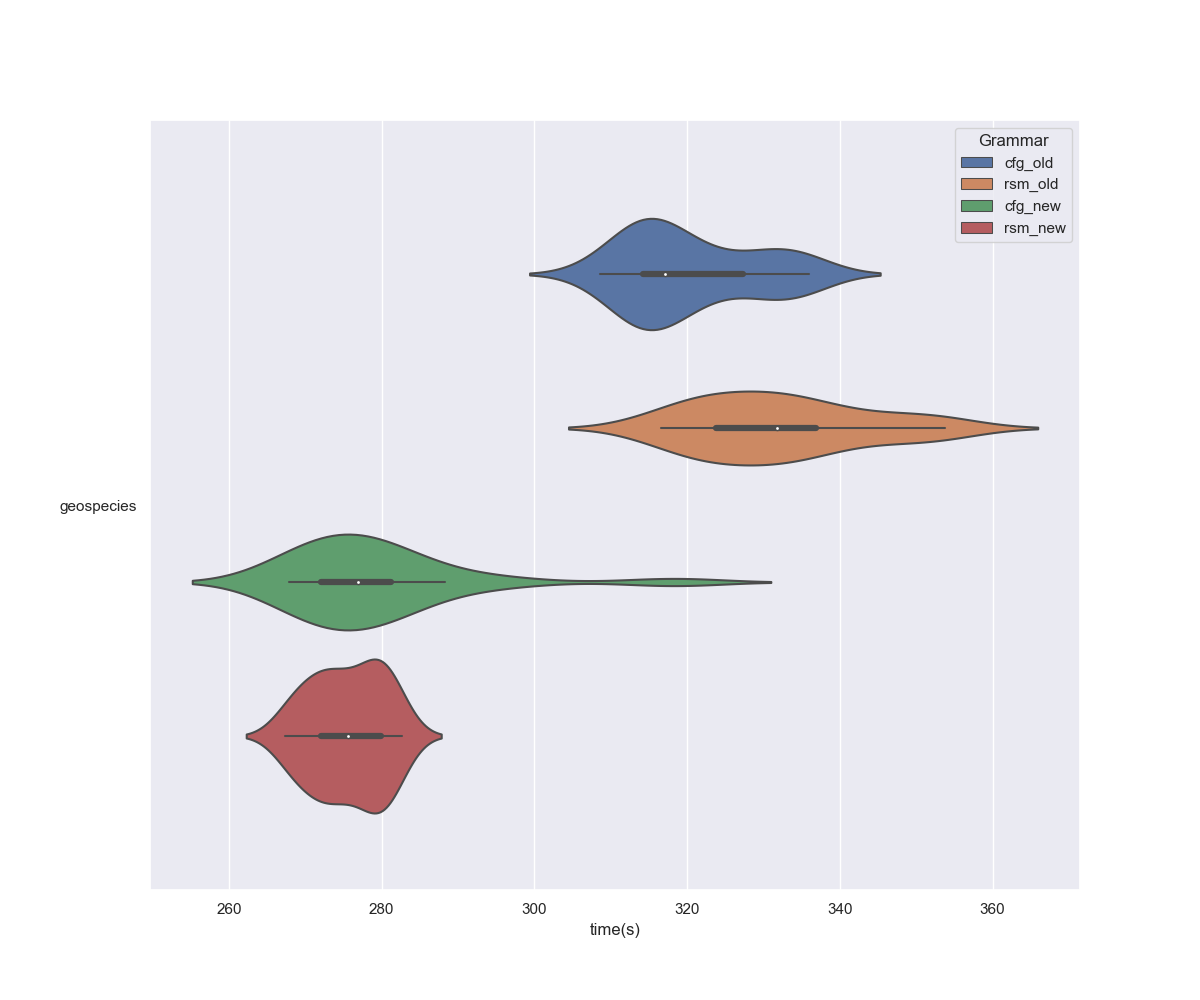 Grammar
cfg_old
rsm_old
cfg_new
rsm_new
geospecies
260 280 300 320 340 360
time(s)